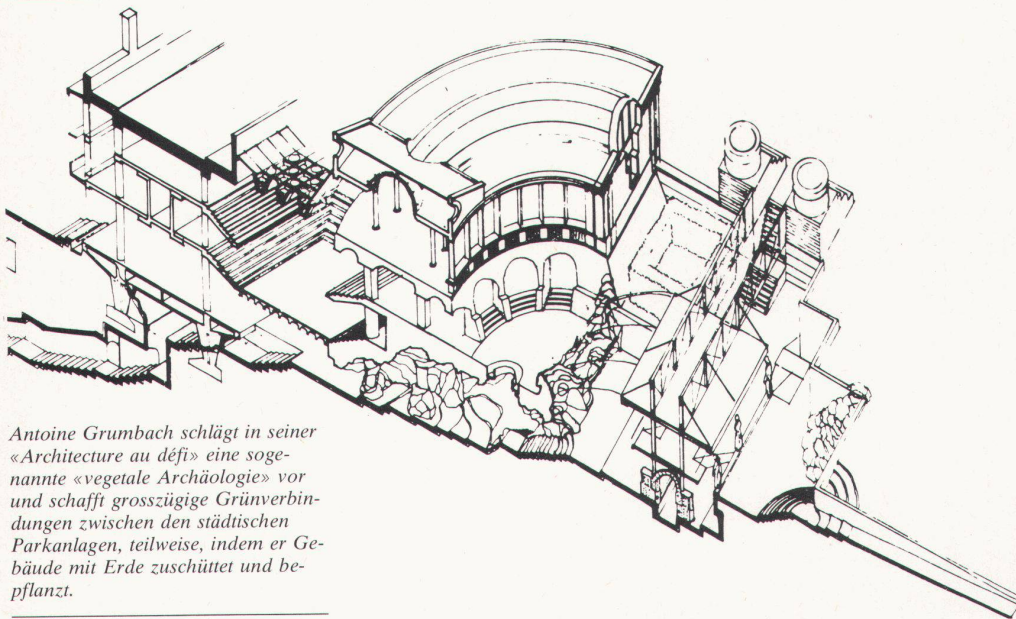 Antoine Grumbach schlägt in seiner
«Architecture au défi» eine soge-
nannte «vegetale Archäologie» vor
und schafft grosszügige Grünverbin-
dungen zwischen den städtischen
Parkanlagen, teilweise, indem er Ge-
bäude mit Erde zuschüttet und be-
pflanzt.